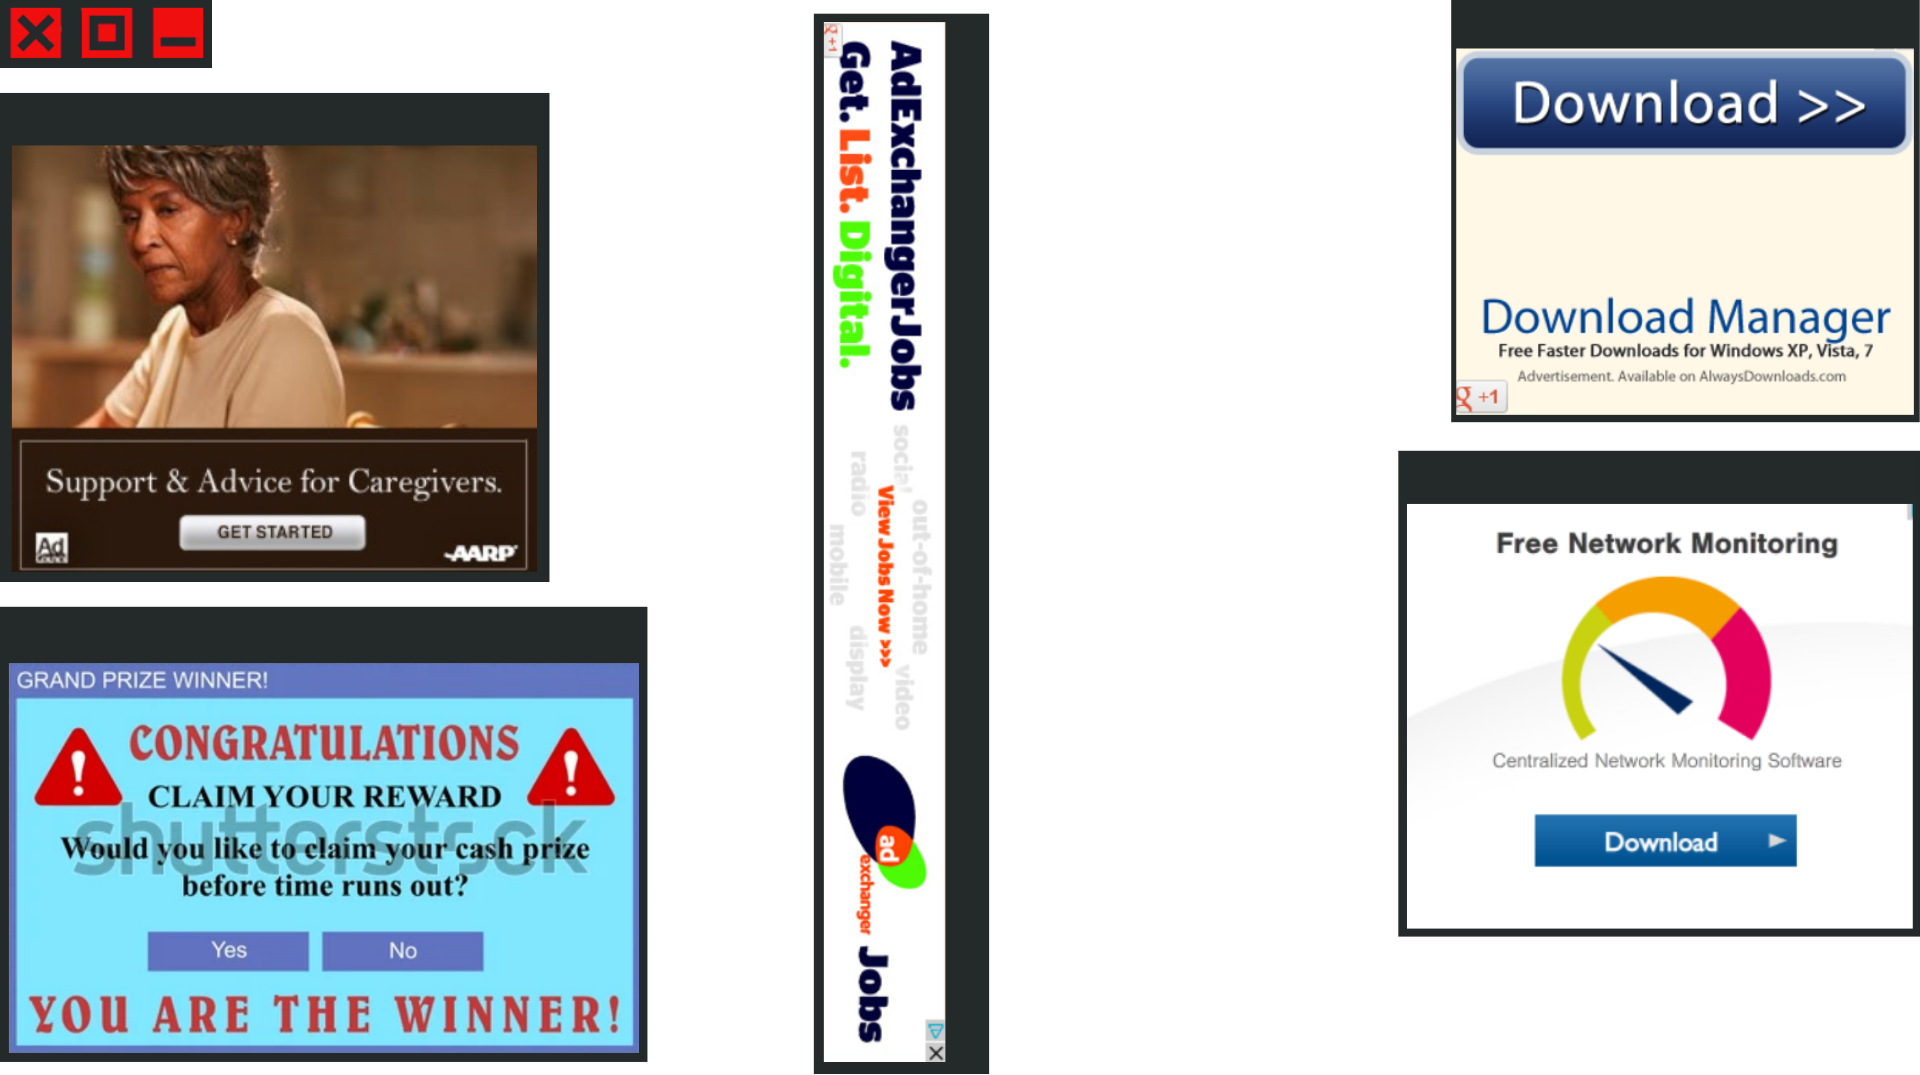 Support & Advice for Caregivers.
GET STARTED
Ad
COUNCIL
AARP
GRAND PRIZE WINNER!
CONGRATULATIONS
CLAIM YOUR REWARD
shutterstock
Would you like to claim your cash prize
before time runs out?
Yes
No
YOU ARE THE WINNER!
g +1
AdExchangerJobs
Get. List. Digital.
social
radio
View Jobs Now >>>
out-of-home
mobile
display
video
ad
exchanger
Jobs
Download >>
Download Manager
Free Faster Downloads for Windows XP, Vista, 7
Advertisement. Available on AlwaysDownloads.com
g +1
Free Network Monitoring
Centralized Network Monitoring Software
Download